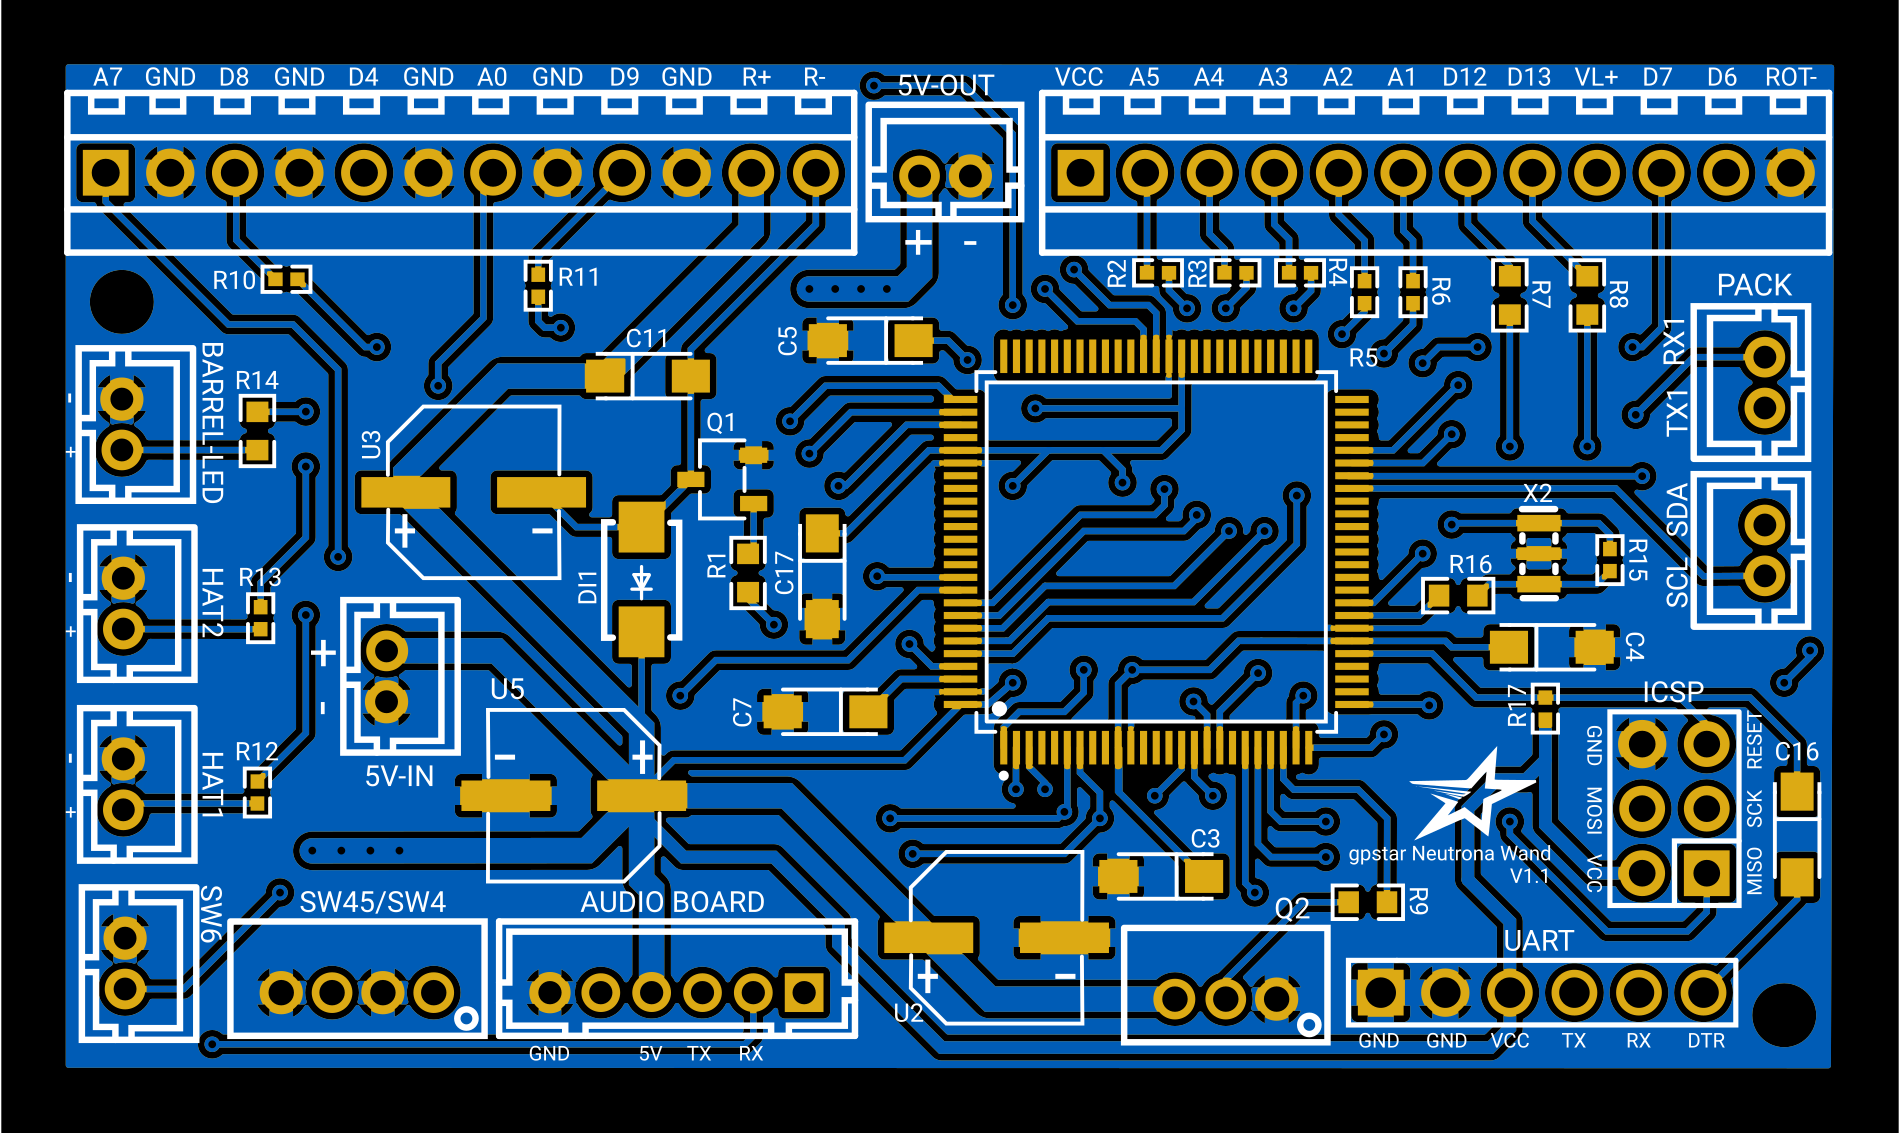 A7 GND D8 GND D4 GND A0 GND D9 GND R+ R-
5V-OUT
VCC A5 A4 A3 A2 A1 D12 D13 VL+ D7 D6 ROT-
+ -
R10
R11
R2
R3
R4
R6
R7
R8
PACK
RX1
TX1
C11
C5
R5
BARREL-LED
-
+
R14
U3
+ -
Q1
X2
SDA
SCL
R15
R16
HAT2
-
+
R13
DI1
R1
C17
C4
+
-
5V-IN
U5
- +
C7
R17
ICSP
GND
RESET
MOSI
SCK
VCC
MISO
C16
HAT1
-
+
R12
gpstar Neutrona Wand
V1.1
C3
SW6
SW45/SW4
AUDIO BOARD
Q2
R9
UART
U2
+ -
GND 5V TX RX
GND GND VCC TX RX DTR